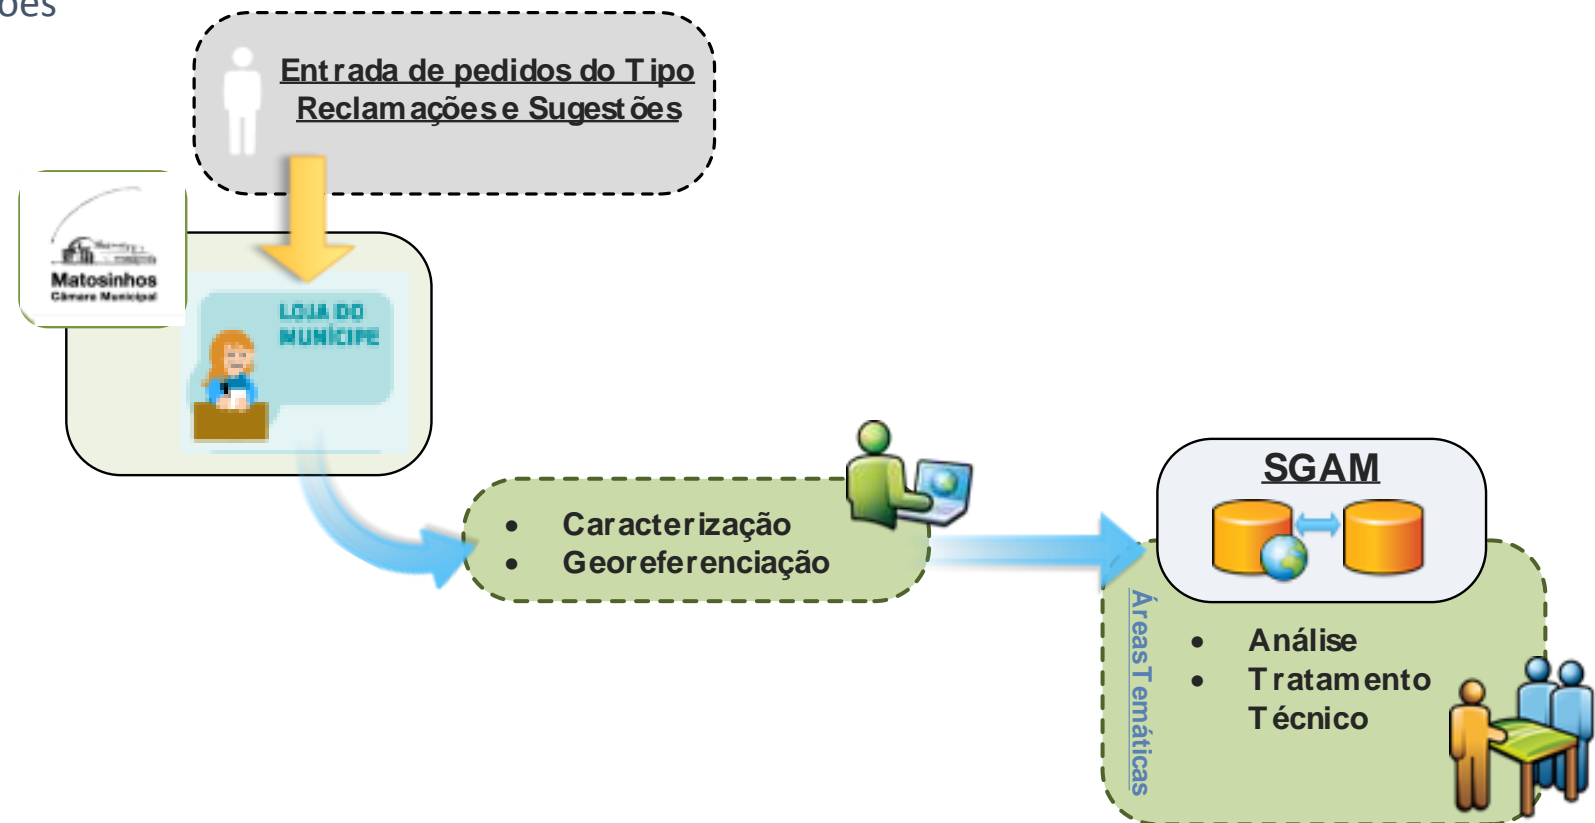 ões
Entrada de pedidos do Tipo
Reclamações e Sugestões
Matosinhos
Câmara Municipal
LOJA DO
MUNÍCIPE
• Caracterização
• Georeferenciação
SGAM
Áreas Temáticas
• Análise
• Tratamento
Técnico